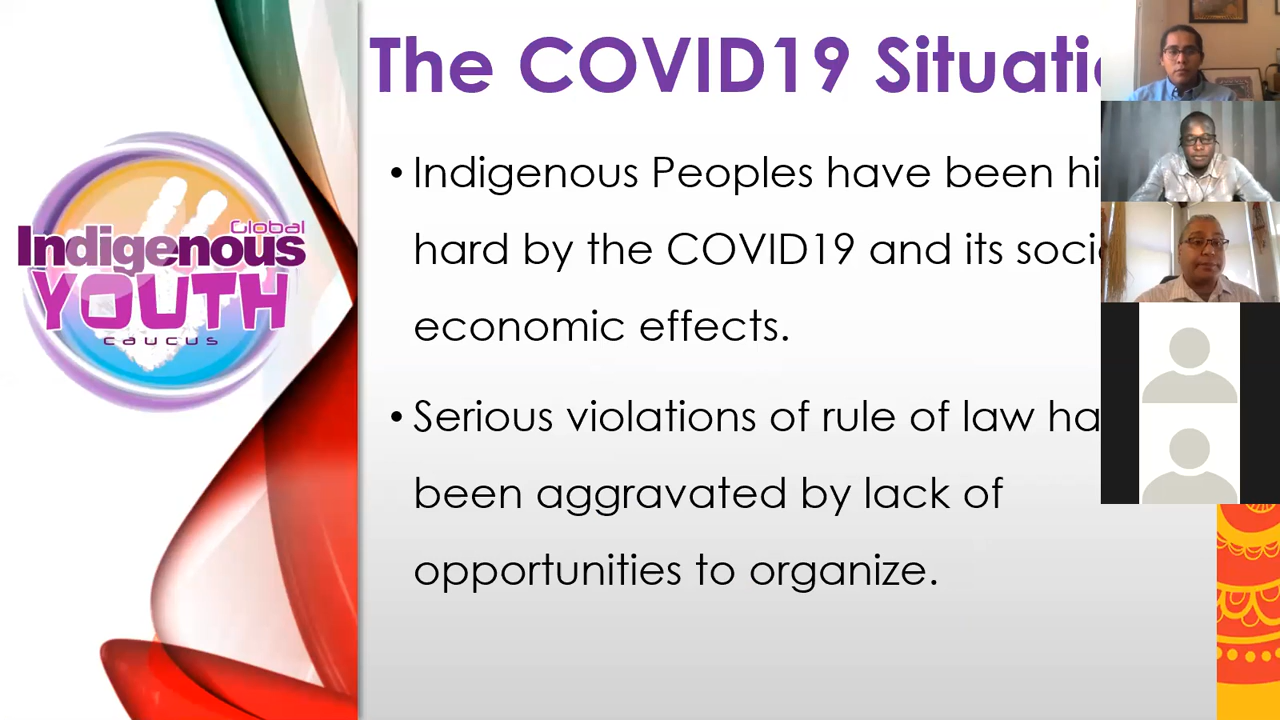 The COVID19 Situati
• Indigenous Peoples have been hi
hard by the COVID19 and its soci
economic effects.
• Serious violations of rule of law ha
been aggravated by lack of
opportunities to organize.
Global
Indigenous
YOUTH
caucus